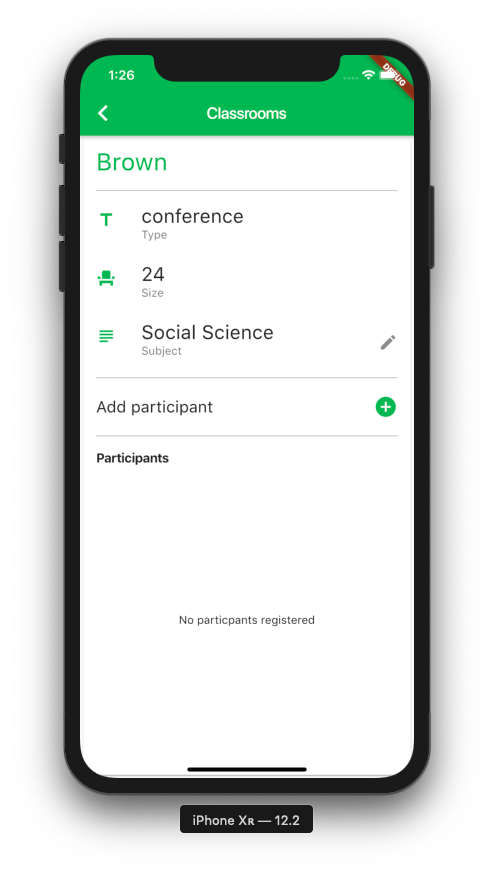 1:26
DEBUG
Classrooms
Brown
conference
Type
24
Size
Social Science
Subject
Add participant
Participants
No particpants registered
iPhone Xʀ — 12.2